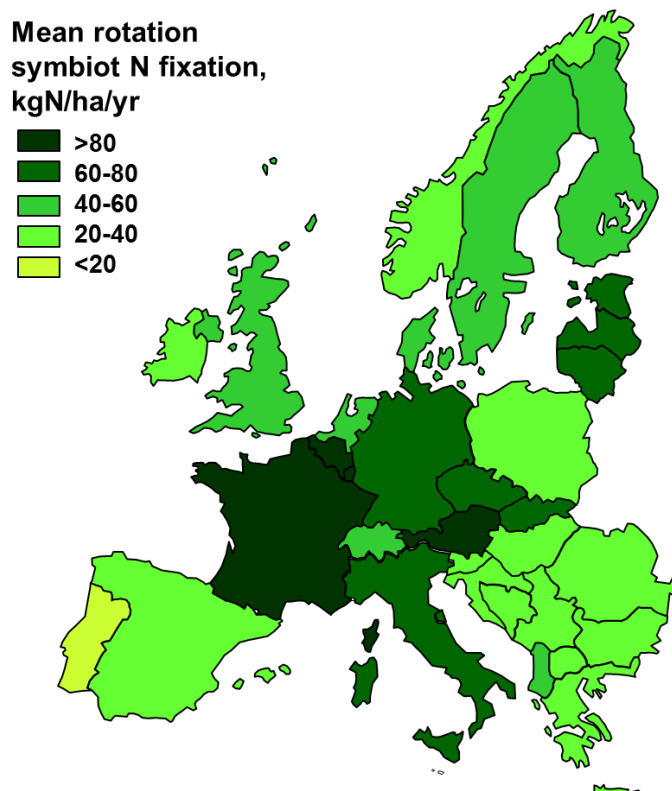 Mean rotation
symbiot N fixation,
kgN/ha/yr
>80
60-80
40-60
20-40
<20